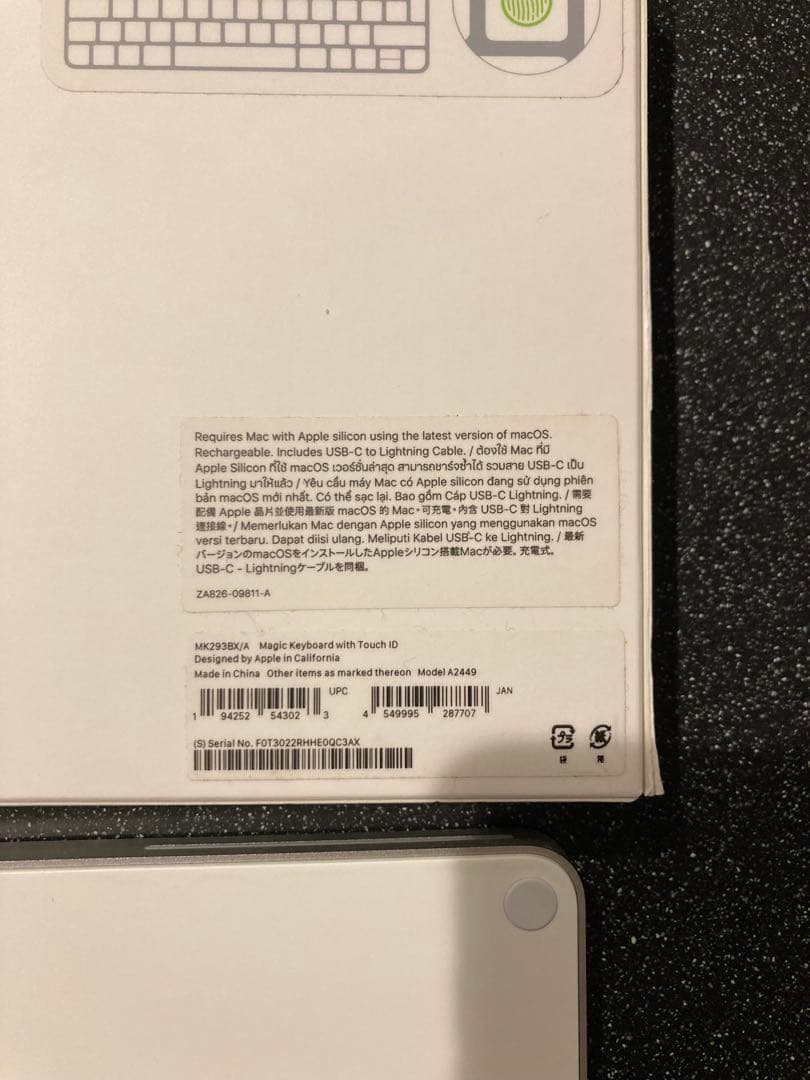 Requires Mac with Apple silicon using the latest version of macOS.
Rechargeable. Includes USB-C to Lightning Cable. / ต้องใช้ Mac ที่มี
Apple Silicon ที่ใช้ macOS เวอร์ชั่นล่าสุด สามารถชาร์จซ้ำได้ รวมสาย USB-C เป็น
Lightning มาให้แล้ว / Yêu cầu máy Mac có Apple silicon đang sử dụng phiên
bản macOS mới nhất. Có thể sạc lại. Bao gồm Cáp USB-C Lightning. / 需要
配備 Apple 晶片並使用最新版 macOS 的 Mac。可充電。內含 USB-C 對 Lightning
連接線。/ Memerlukan Mac dengan Apple silicon yang menggunakan macOS
versi terbaru. Dapat diisi ulang. Meliputi Kabel USB-C ke Lightning. / 最新
バージョンのmacOSをインストールしたAppleシリコン搭載Macが必要。充電式。
USB-C – Lightningケーブルを同梱。
ZA826-09811-A
MK293BX/A Magic Keyboard with Touch ID
Designed by Apple in California
Made in China Other items as marked thereon Model A2449
UPC JAN
1 94252 54302 3 4 549995 287707
(S) Serial No. F0T3022RHHE0QC3AX
プラ 紙